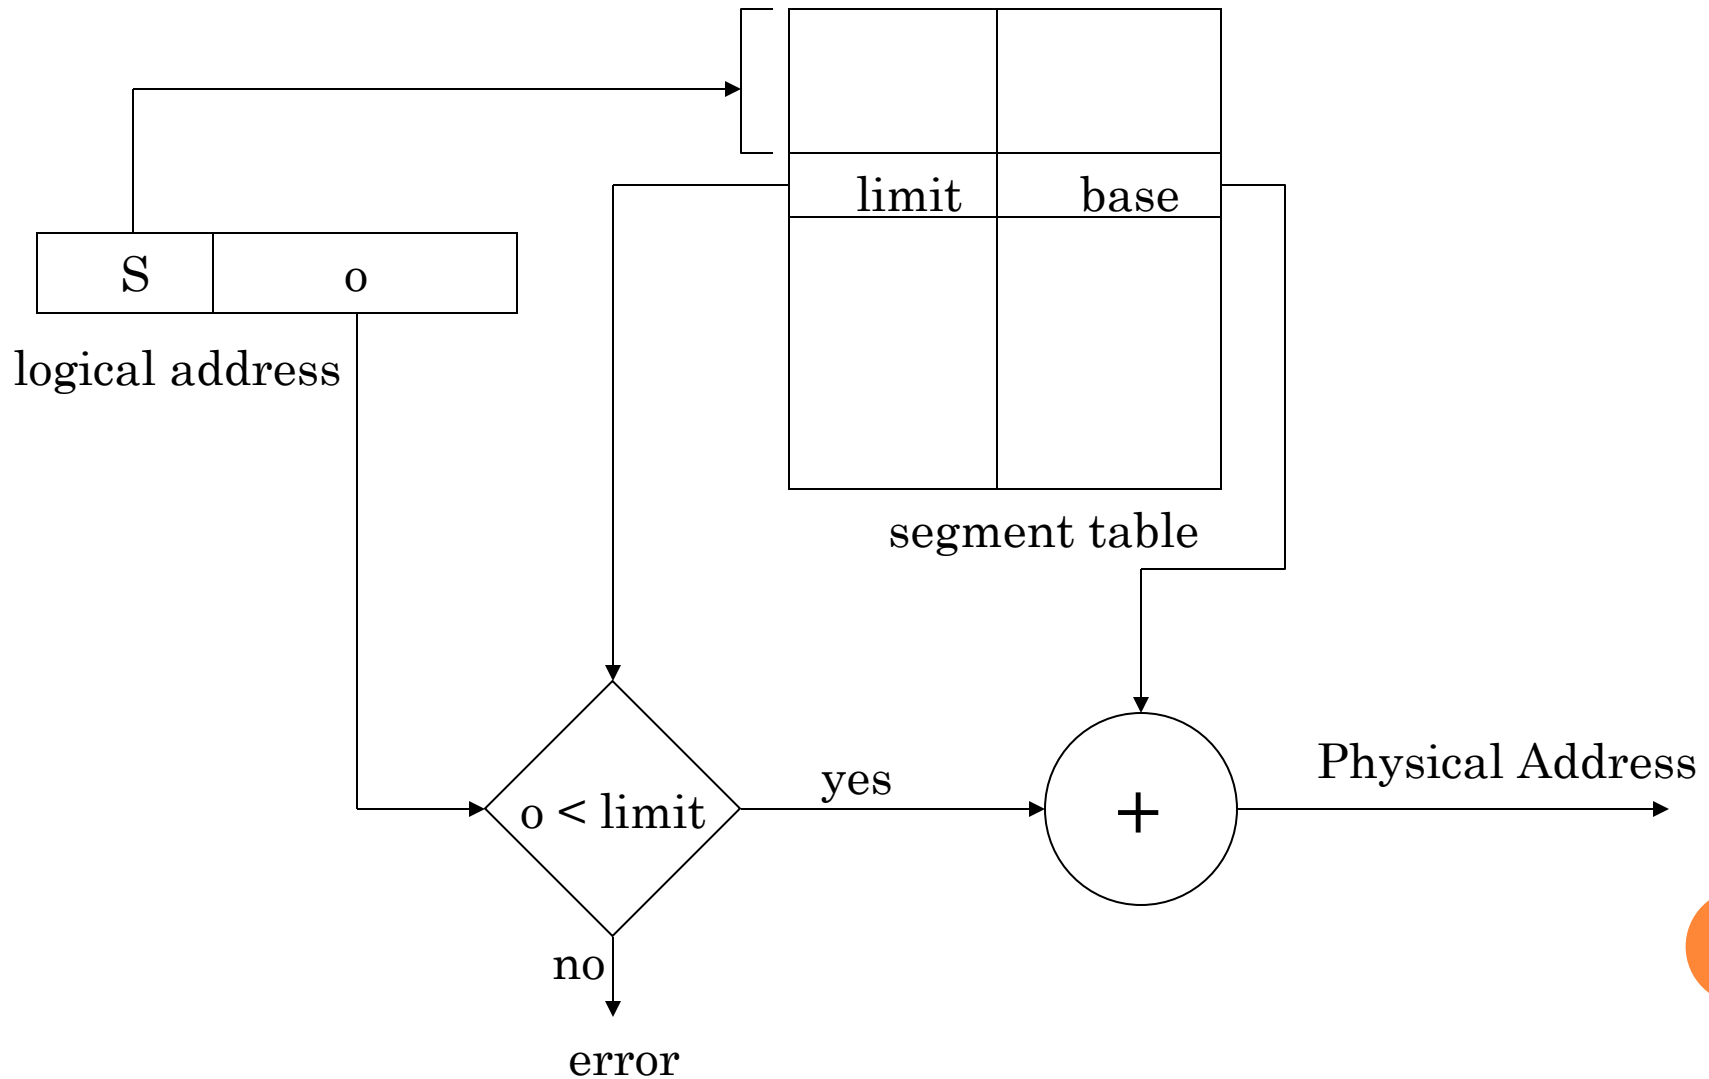 limit base
S o
logical address
segment table
Physical Address
yes
o < limit
+
no
error